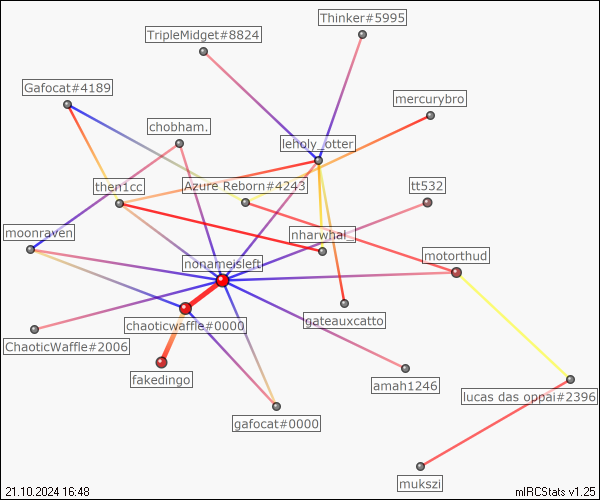 Thinker#5995
TripleMidget#8824
Gafocat#4189
mercurybro
chobham.
leholy_otter
then1cc
Azure Reborn#4243
tt532
moonraven
nharwhal_
motorthud
nonameisleft
gateauxcatto
chaoticwaffle#0000
ChaoticWaffle#2006
fakedingo
amah1246
lucas das oppai#2396
gafocat#0000
mukszi
21.10.2024 16:48
mIRCStats v1.25